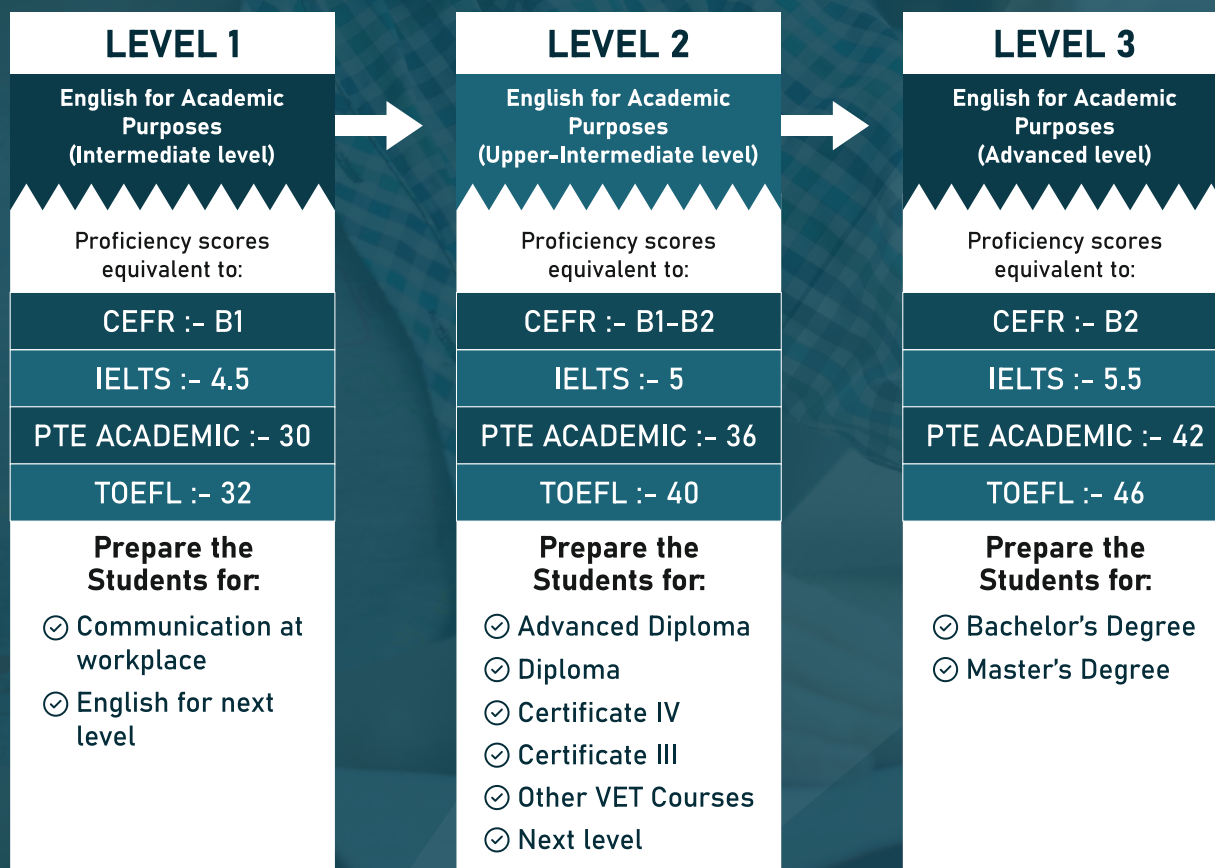 LEVEL 1
English for Academic
Purposes
(Intermediate level)
Proficiency scores
equivalent to:
CEFR :- B1
IELTS :- 4.5
PTE ACADEMIC :- 30
TOEFL :- 32
Prepare the
Students for:
Communication at
workplace
English for next
level
LEVEL 2
English for Academic
Purposes
(Upper-Intermediate level)
Proficiency scores
equivalent to:
CEFR :- B1-B2
IELTS :- 5
PTE ACADEMIC :- 36
TOEFL :- 40
Prepare the
Students for:
Advanced Diploma
Diploma
Certificate IV
Certificate III
Other VET Courses
Next level
LEVEL 3
English for Academic
Purposes
(Advanced level)
Proficiency scores
equivalent to:
CEFR :- B2
IELTS :- 5.5
PTE ACADEMIC :- 42
TOEFL :- 46
Prepare the
Students for:
Bachelor's Degree
Master's Degree